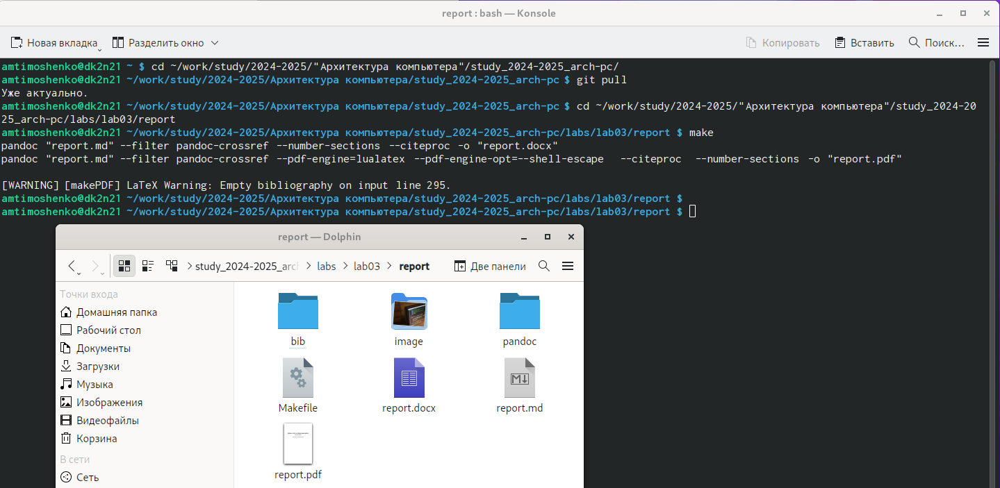 report : bash — Konsole
Новая вкладка Разделить окно Копировать Вставить Поиск...
amtimoshenko@dk2n21 ~ $ cd ~/work/study/2024-2025/"Архитектура компьютера"/study_2024-2025_arch-pc/
amtimoshenko@dk2n21 ~/work/study/2024-2025/Архитектура компьютера/study_2024-2025_arch-pc $ git pull
Уже актуально.
amtimoshenko@dk2n21 ~/work/study/2024-2025/Архитектура компьютера/study_2024-2025_arch-pc $ cd ~/work/study/2024-2025/"Архитектура компьютера"/study_2024-20
25_arch-pc/labs/lab03/report
amtimoshenko@dk2n21 ~/work/study/2024-2025/Архитектура компьютера/study_2024-2025_arch-pc/labs/lab03/report $ make
pandoc "report.md" --filter pandoc-crossref --number-sections --citeproc -o "report.docx"
pandoc "report.md" --filter pandoc-crossref --pdf-engine=lualatex --pdf-engine-opt=--shell-escape  --citeproc  --number-sections -o "report.pdf"
[WARNING] [makePDF] LaTeX Warning: Empty bibliography on input line 295.
amtimoshenko@dk2n21 ~/work/study/2024-2025/Архитектура компьютера/study_2024-2025_arch-pc/labs/lab03/report $
amtimoshenko@dk2n21 ~/work/study/2024-2025/Архитектура компьютера/study_2024-2025_arch-pc/labs/lab03/report $
report — Dolphin
study_2024-2025_arc > labs > lab03 > report Две панели
Точки входа
Домашняя папка
Рабочий стол
Документы
Загрузки
Музыка
Изображения
Видеофайлы
Корзина
В сети
Сеть
bib image pandoc
Makefile report.docx report.md
report.pdf